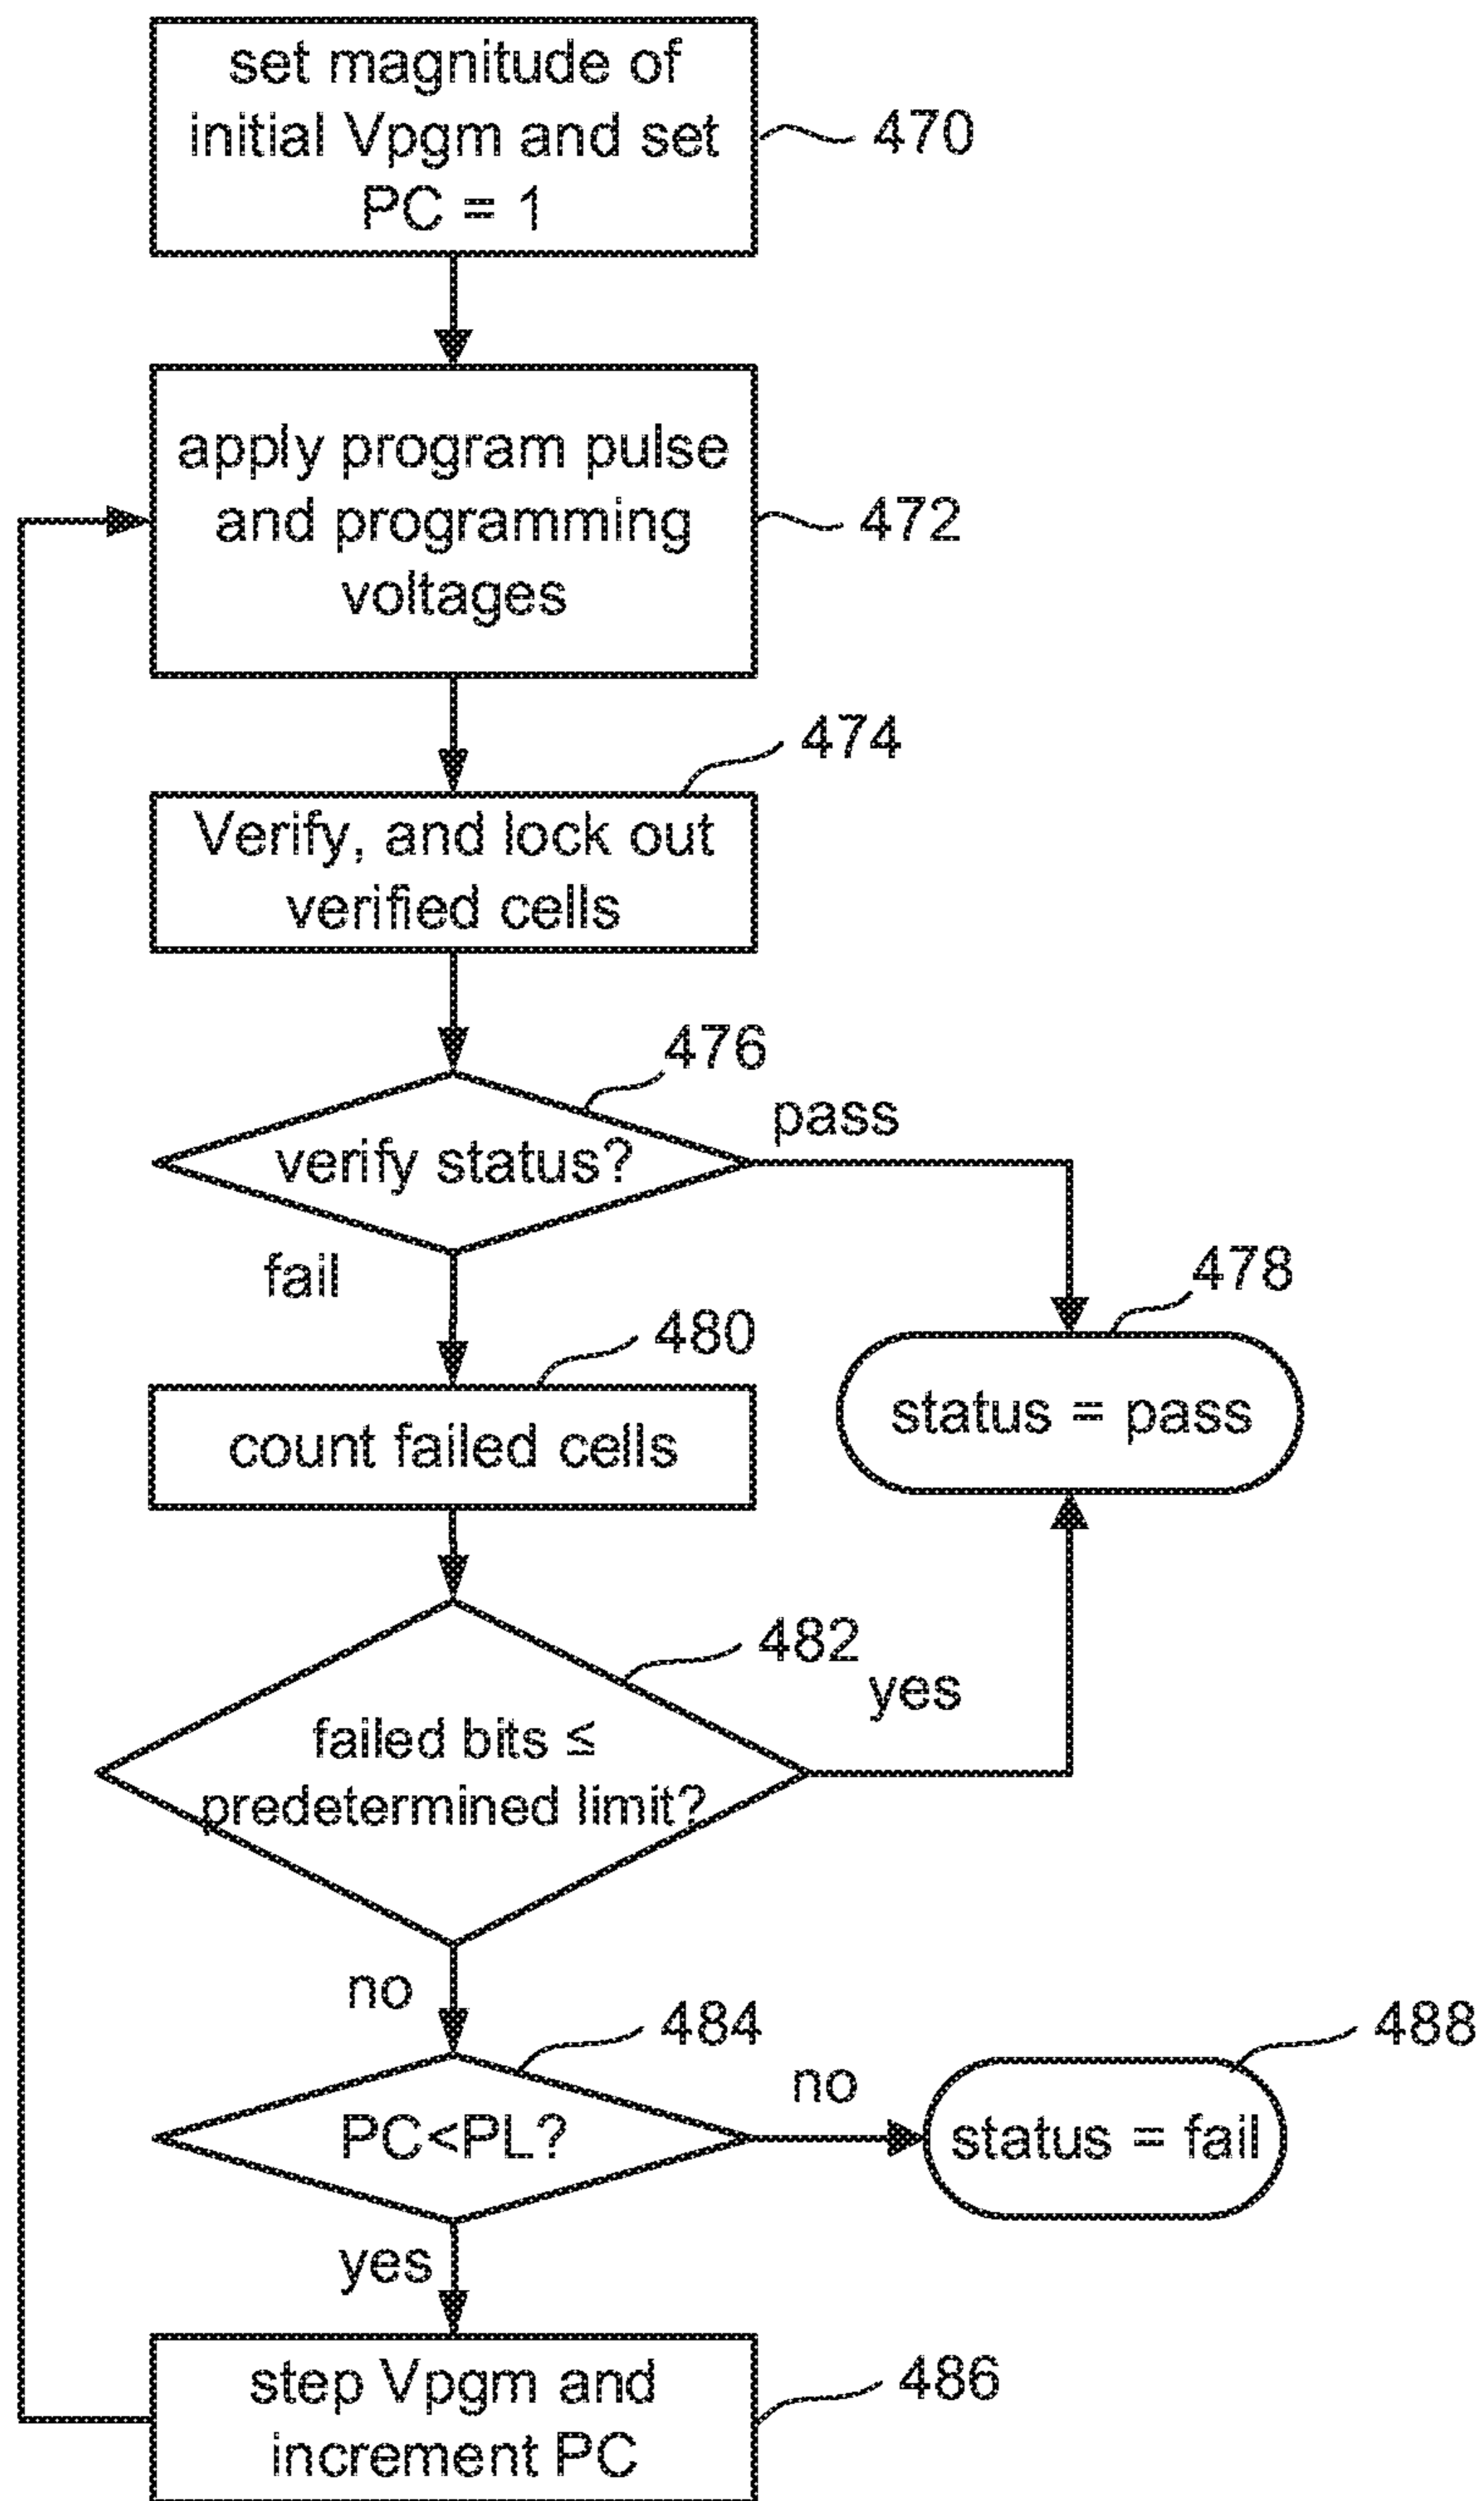 set magnitude of
initial Vpgm and set
PC = 1
470
apply program pulse
and programming
voltages
472
474
Verify, and lock out
verified cells
476
pass
verify status?
fail
478
480
status = pass
count failed cells
482
yes
failed bits ≤
predetermined limit?
no
484
488
no
PC<PL?
status = fail
yes
step Vpgm and
increment PC
486